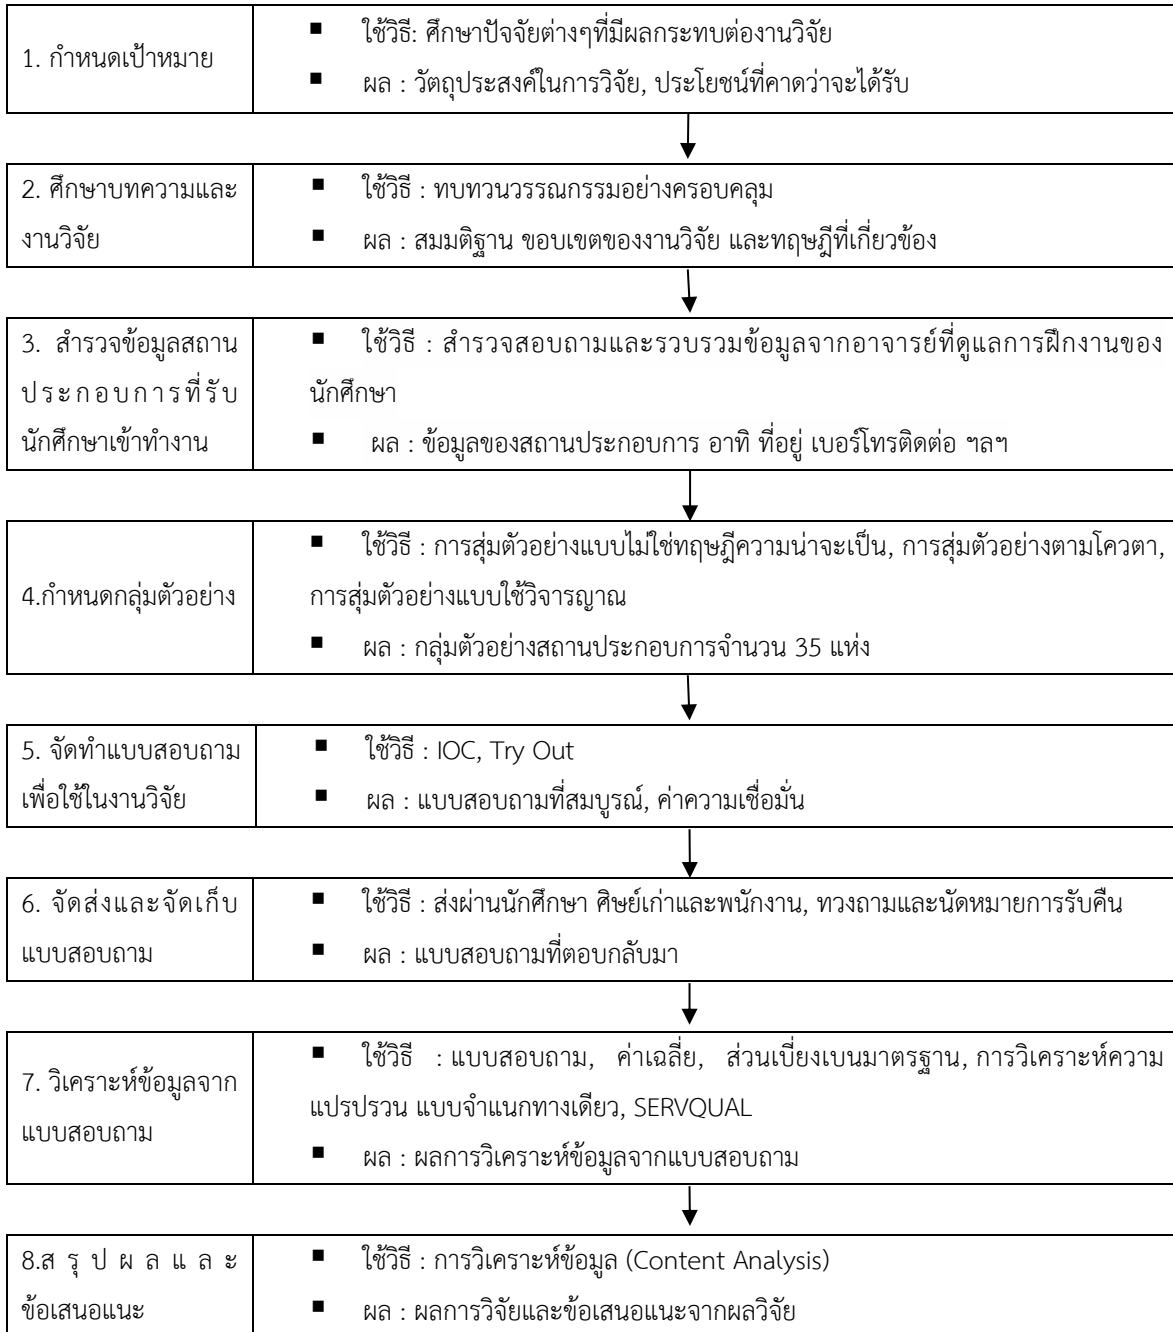 1. กำหนดเป้าหมาย
▪ ใช้วิธี: ศึกษาปัจจัยต่างๆที่มีผลกระทบต่องานวิจัย
▪ ผล : วัตถุประสงค์ในการวิจัย, ประโยชน์ที่คาดว่าจะได้รับ
2. ศึกษาบทความและ
งานวิจัย
▪ ใช้วิธี : ทบทวนวรรณกรรมอย่างครอบคลุม
▪ ผล : สมมติฐาน ขอบเขตของงานวิจัย และทฤษฎีที่เกี่ยวข้อง
3. สำรวจข้อมูลสถาน
ประกอบการที่รับ
นักศึกษาเข้าทำงาน
▪ ใช้วิธี : สำรวจสอบถามและรวบรวมข้อมูลจากอาจารย์ที่ดูแลการฝึกงานของ
นักศึกษา
▪ ผล : ข้อมูลของสถานประกอบการ อาทิ ที่อยู่ เบอร์โทรติดต่อ ฯลฯ
4.กำหนดกลุ่มตัวอย่าง
▪ ใช้วิธี : การสุ่มตัวอย่างแบบไม่ใช่ทฤษฎีความน่าจะเป็น, การสุ่มตัวอย่างตามโควตา,
การสุ่มตัวอย่างแบบใช้วิจารญาณ
▪ ผล : กลุ่มตัวอย่างสถานประกอบการจำนวน 35 แห่ง
5. จัดทำแบบสอบถาม
เพื่อใช้ในงานวิจัย
▪ ใช้วิธี : IOC, Try Out
▪ ผล : แบบสอบถามที่สมบูรณ์, ค่าความเชื่อมั่น
6. จัดส่งและจัดเก็บ
แบบสอบถาม
▪ ใช้วิธี : ส่งผ่านนักศึกษา ศิษย์เก่าและพนักงาน, ทวงถามและนัดหมายการรับคืน
▪ ผล : แบบสอบถามที่ตอบกลับมา
7. วิเคราะห์ข้อมูลจาก
แบบสอบถาม
▪ ใช้วิธี : แบบสอบถาม, ค่าเฉลี่ย, ส่วนเบี่ยงเบนมาตรฐาน, การวิเคราะห์ความ
แปรปรวน แบบจำแนกทางเดียว, SERVQUAL
▪ ผล : ผลการวิเคราะห์ข้อมูลจากแบบสอบถาม
8.สรุปผลและ
ข้อเสนอแนะ
▪ ใช้วิธี : การวิเคราะห์ข้อมูล (Content Analysis)
▪ ผล : ผลการวิจัยและข้อเสนอแนะจากผลวิจัย